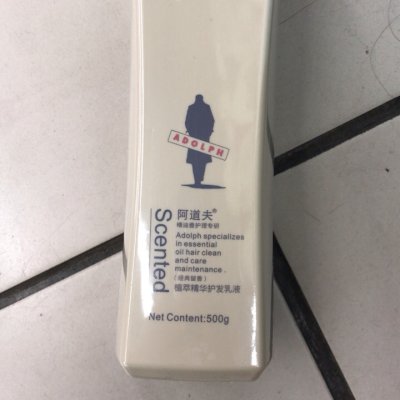 ADOLPH
阿道夫®
精油香护理专研
Scented
Adolph specializes
in essential
oil hair clean
and care
maintenance.
(经典留香)
植萃精华护发乳液
Net Content:500g